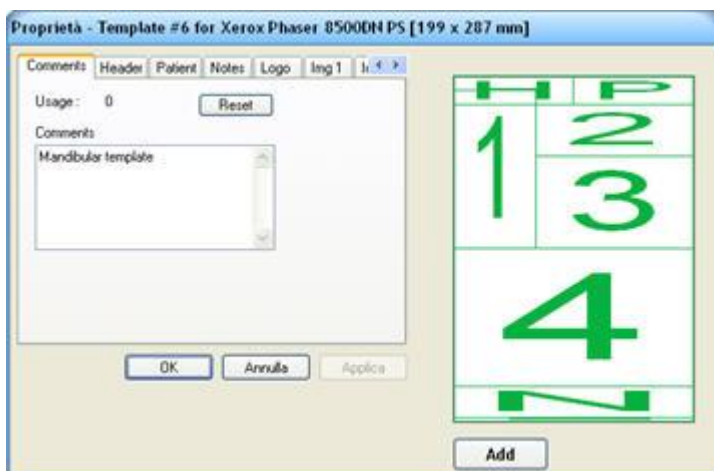 Proprietà - Template #6 for Xerox Phaser 8500DN PS [199 x 287 mm]
Comments Header Patient Notes Logo Img 1
Usage : 0 Reset
Comments
Mandibular template
OK Annulla Applica
H P
1 2
3
4
N
Add